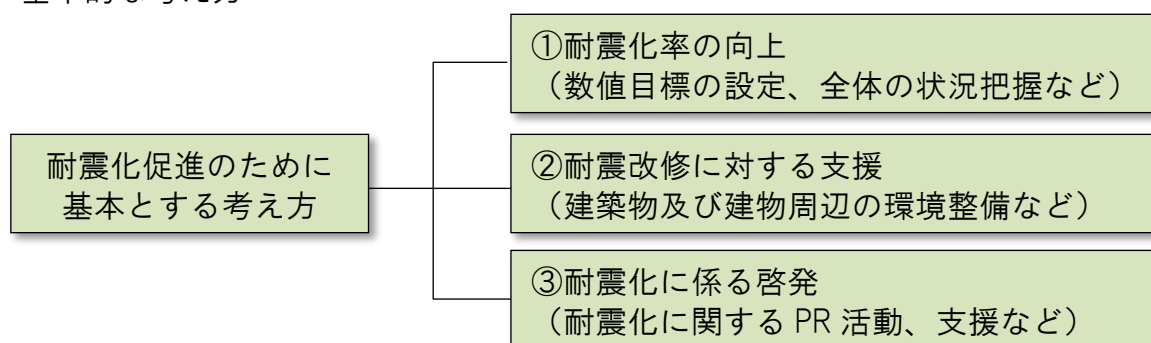 耐震化促進のために
基本とする考え方
①耐震化率の向上
（数値目標の設定、全体の状況把握など）
②耐震改修に対する支援
（建築物及び建物周辺の環境整備など）
③耐震化に係る啓発
（耐震化に関する PR 活動、支援など）